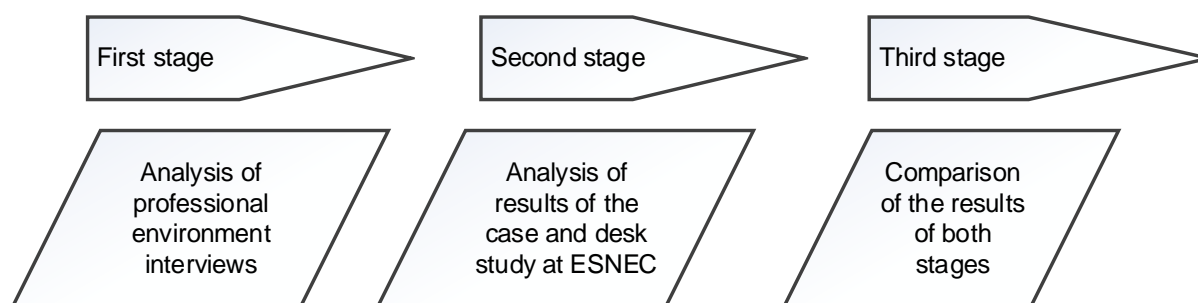 First stage
Second stage
Third stage
Analysis of
professional
environment
interviews
Analysis of
results of the
case and desk
study at ESNEC
Comparison
of the results
of both
stages